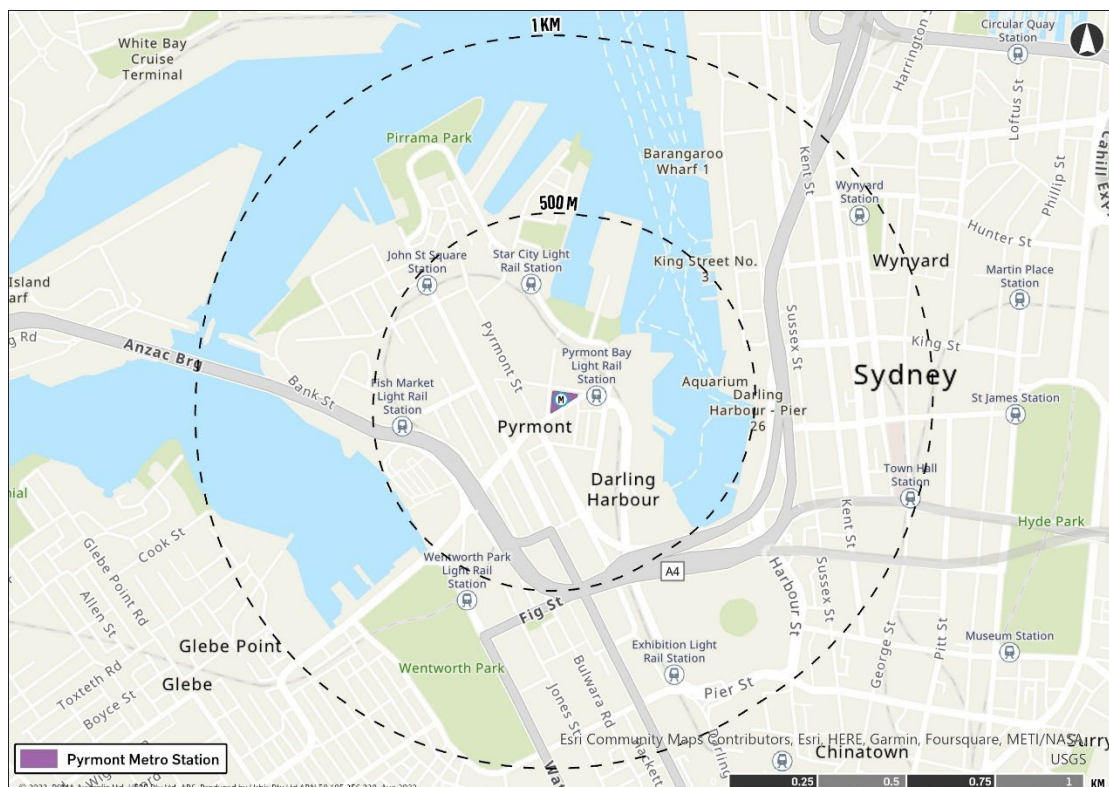 1 KM
Circular Quay
Station
White Bay
Cruise
Terminal
Harrington S
Loftus St
Cahill Ex
Pirrama Park
Barangaroo
Wharf 1
Kent St
Phillip St
Wynyard
Station
500 M
Hunter St
John St Square
Station
Star City Light
Rail Station
King Street No.
3
Wynyard
Martin Place
Station
Island
arf
g Rd
Anzac Brg
Bank St
Pyrmont St
Sussex St
King St
Pyrmont Bay
Light Rail
Station
Fish Market
Light Rail
Station
M
Aquarium
Darling
Harbour - Pier
26
Sydney
St James Station
Pyrmont
Darling
Harbour
Town Hall
Station
Kent St
Hyde Park
nial
Cook St
Glebe Point Rd
Allen St
Wentworth Park
Light Rail
Station
A4
Fig St
Harbour St
Sussex St
George St
Pitt St
Museum Station
Glebe Point
Glebe
Toxteth Rd
Boyce St
Wentworth Park
Exhibition Light
Rail Station
Pier St
Bulwara Rd
Jones St
Hackett
Darling
Wat
Wig
Esri Community Maps Contributors, Esri, HERE, Garmin, Foursquare, METI/NASA,
USGS
Chinatown
urry
Pyrmont Metro Station
0.25 0.5 0.75 1 KM